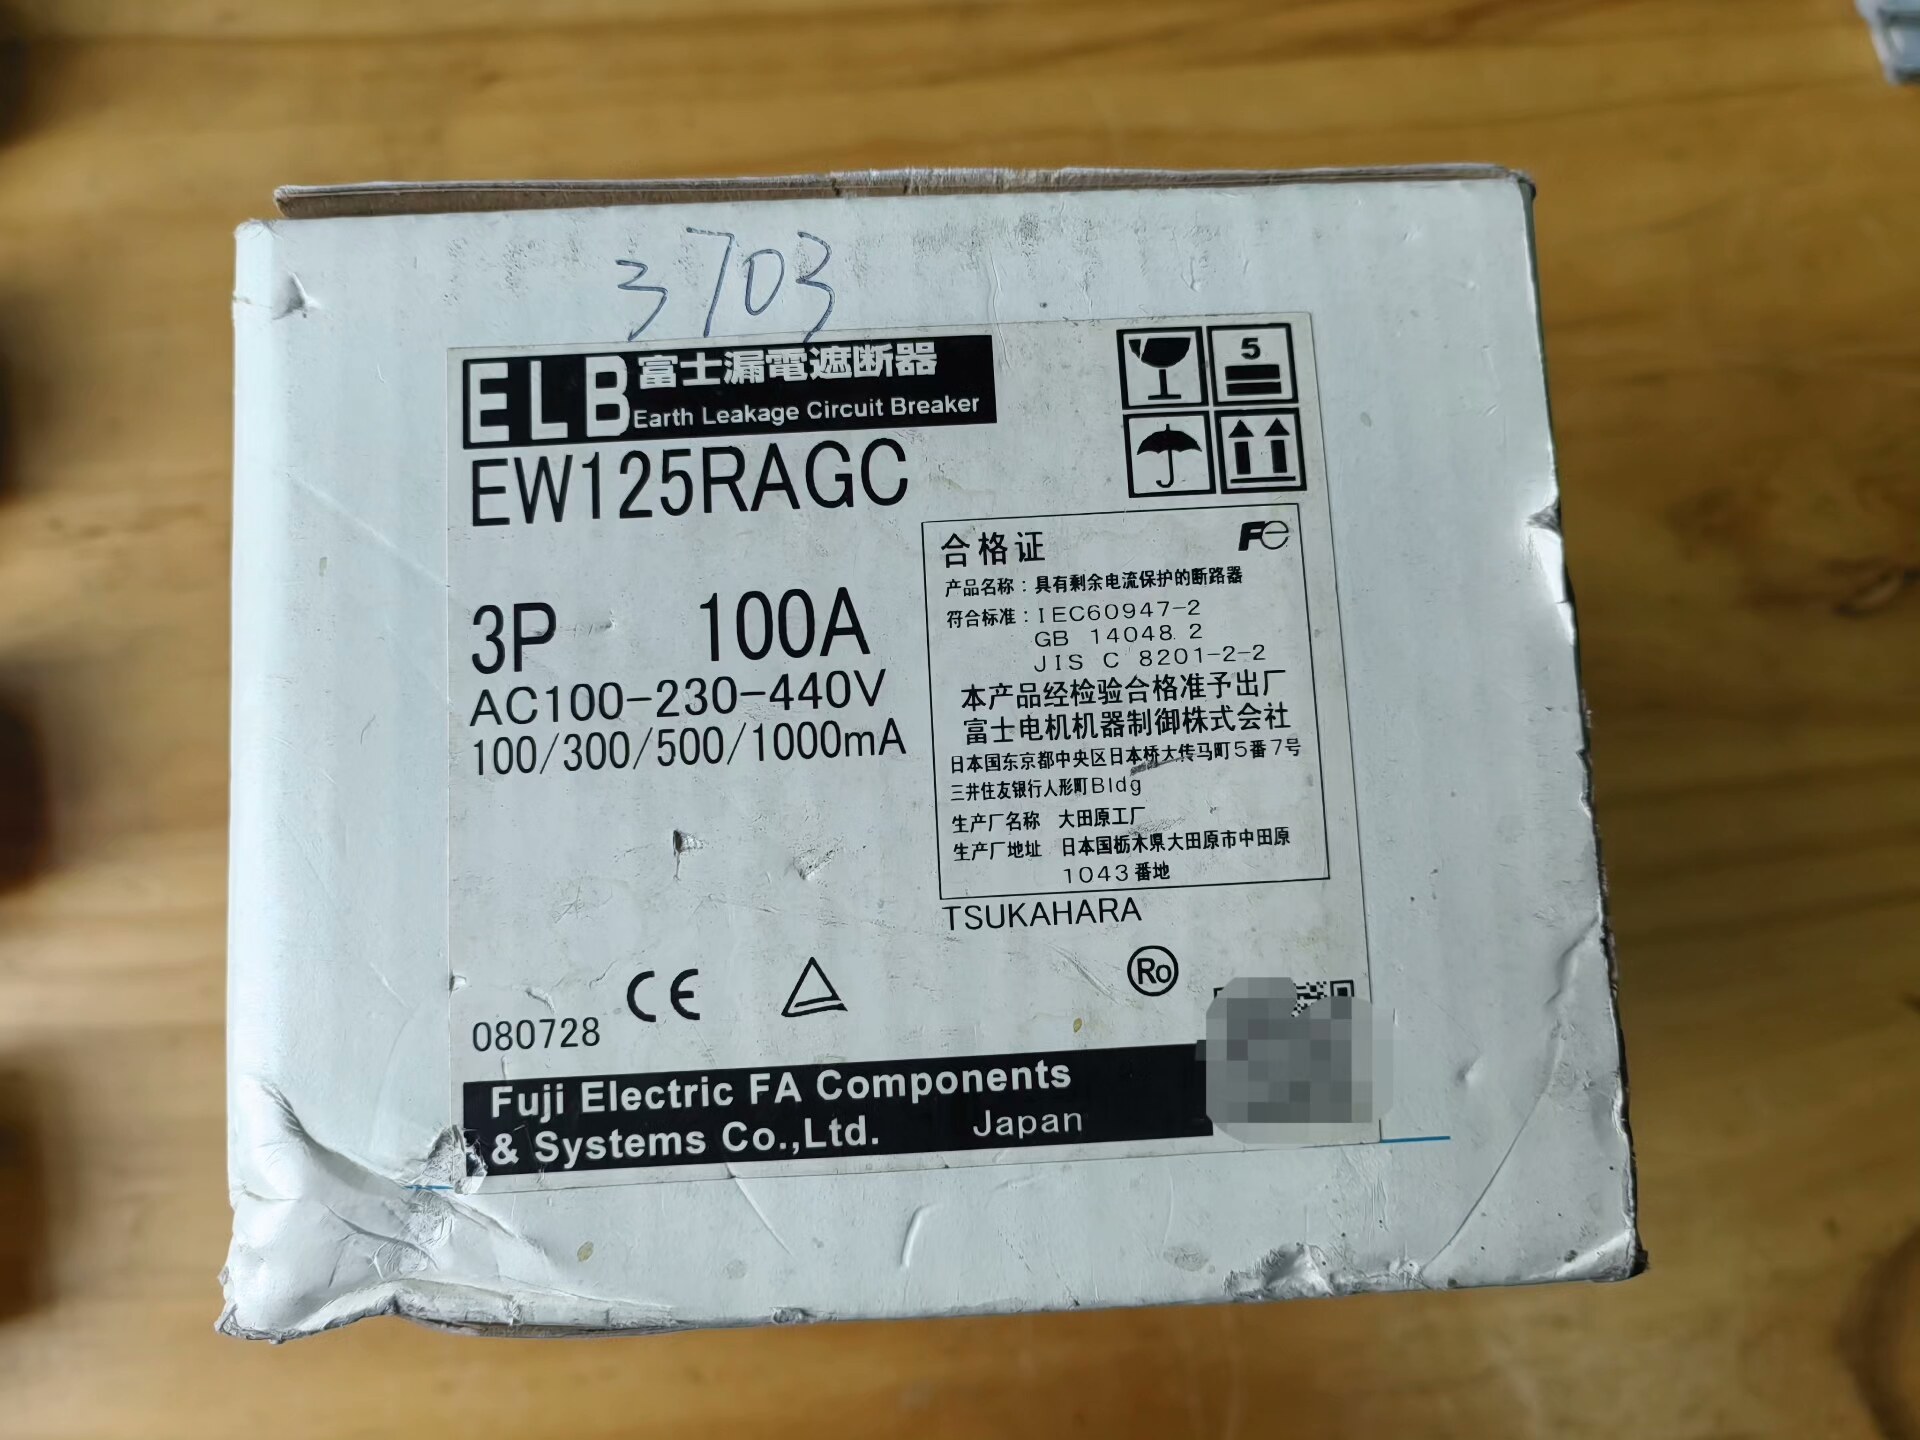 3703
ELB 富士漏電遮断器
Earth Leakage Circuit Breaker
5
EW125RAGC
3P 100A
AC100-230-440V
100/300/500/1000mA
合格证 Fe
产品名称：具有剩余电流保护的断路器
符合标准：IEC60947-2
GB 14048.2
JIS C 8201-2-2
本产品经检验合格准予出厂
富士电机机器制御株式会社
日本国东京都中央区日本桥大传马町5番7号
三井住友银行人形町Bldg
生产厂名称 大田原工厂
生产厂地址 日本国栃木県大田原市中田原
1043番地
TSUKAHARA
CE
Ro
080728
Fuji Electric FA Components
& Systems Co.,Ltd. Japan